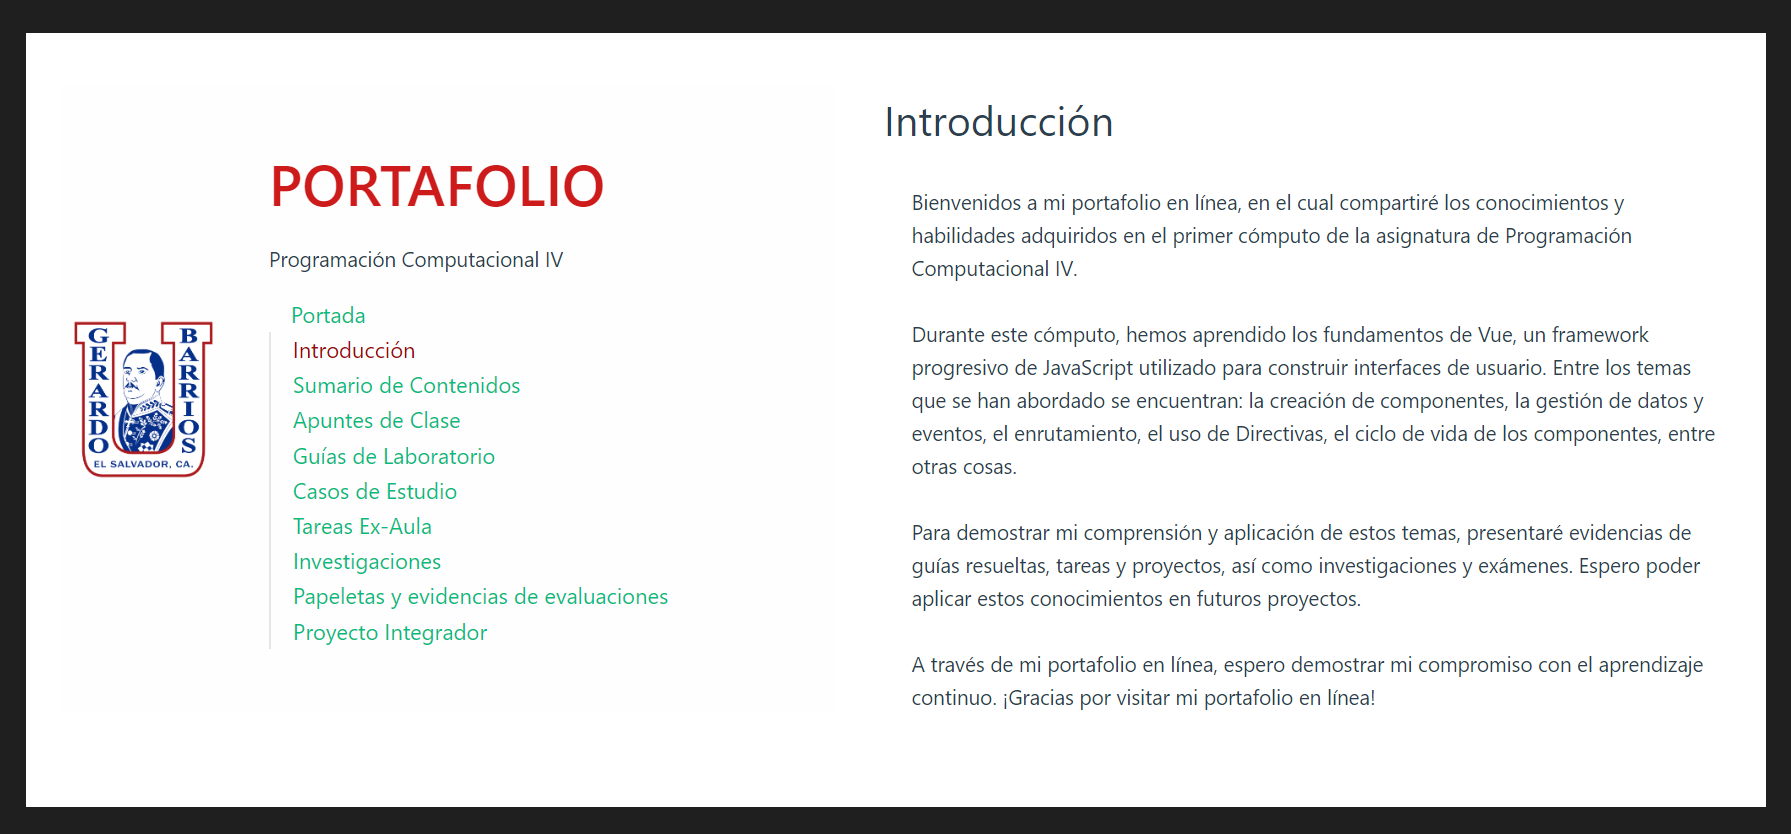 GERARDO
BARRIOS
EL SALVADOR, CA.
PORTAFOLIO
Programación Computacional IV
Portada
Introducción
Sumario de Contenidos
Apuntes de Clase
Guías de Laboratorio
Casos de Estudio
Tareas Ex-Aula
Investigaciones
Papeletas y evidencias de evaluaciones
Proyecto Integrador
Introducción
Bienvenidos a mi portafolio en línea, en el cual compartiré los conocimientos y
habilidades adquiridos en el primer cómputo de la asignatura de Programación
Computacional IV.
Durante este cómputo, hemos aprendido los fundamentos de Vue, un framework
progresivo de JavaScript utilizado para construir interfaces de usuario. Entre los temas
que se han abordado se encuentran: la creación de componentes, la gestión de datos y
eventos, el enrutamiento, el uso de Directivas, el ciclo de vida de los componentes, entre
otras cosas.
Para demostrar mi comprensión y aplicación de estos temas, presentaré evidencias de
guías resueltas, tareas y proyectos, así como investigaciones y exámenes. Espero poder
aplicar estos conocimientos en futuros proyectos.
A través de mi portafolio en línea, espero demostrar mi compromiso con el aprendizaje
continuo. ¡Gracias por visitar mi portafolio en línea!